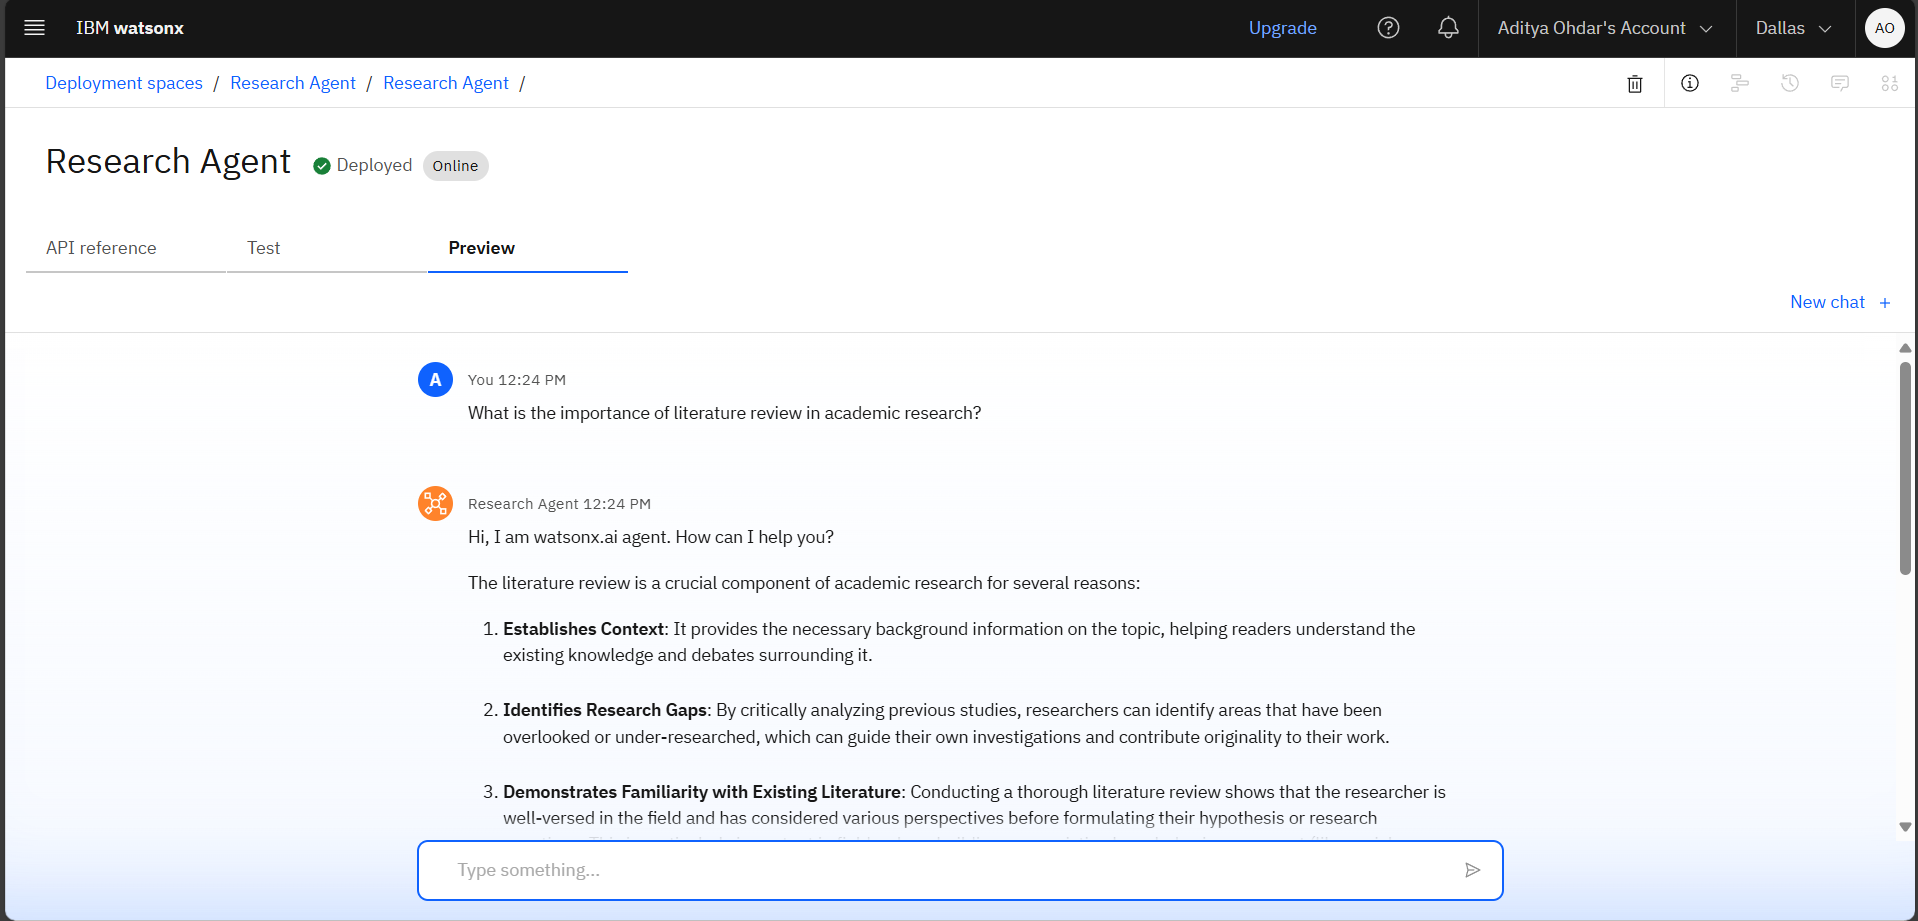 IBM watsonx
Upgrade
Aditya Ohdar's Account
Dallas
AO
Deployment spaces / Research Agent / Research Agent /
Research Agent
Deployed
Online
API reference
Test
Preview
New chat +
A
You 12:24 PM
What is the importance of literature review in academic research?
Research Agent 12:24 PM
Hi, I am watsonx.ai agent. How can I help you?
The literature review is a crucial component of academic research for several reasons:
1. Establishes Context: It provides the necessary background information on the topic, helping readers understand the
existing knowledge and debates surrounding it.
2. Identifies Research Gaps: By critically analyzing previous studies, researchers can identify areas that have been
overlooked or under-researched, which can guide their own investigations and contribute originality to their work.
3. Demonstrates Familiarity with Existing Literature: Conducting a thorough literature review shows that the researcher is
well-versed in the field and has considered various perspectives before formulating their hypothesis or research
Type something...